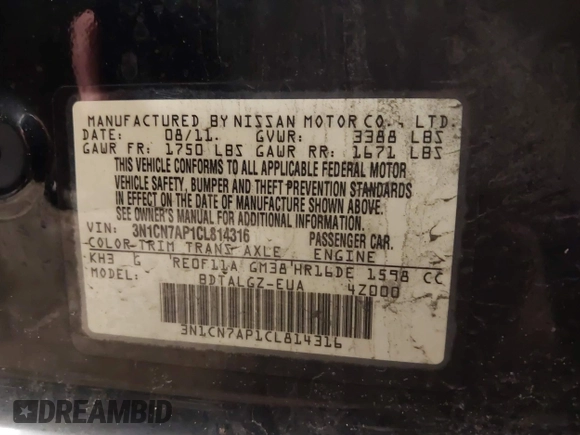 MANUFACTURED BY NISSAN MOTOR CO., LTD.
DATE: 08/11. GVWR: 3388 LBS
GAWR FR: 1750 LBS GAWR RR: 1671 LBS
THIS VEHICLE CONFORMS TO ALL APPLICABLE FEDERAL MOTOR
VEHICLE SAFETY, BUMPER AND THEFT PREVENTION STANDARDS
IN EFFECT ON THE DATE OF MANUFACTURE SHOWN ABOVE.
SEE OWNER'S MANUAL FOR ADDITIONAL INFORMATION.
VIN: 3N1CN7AP1CL814316 PASSENGER CAR.
COLOR TRIM TRANS AXLE ENGINE
KH3 G RE0F11A GM38 HR16DE 1598 CC
MODEL: BDTALGZ-EUA 4Z000
3N1CN7AP1CL814316
DREAMBID